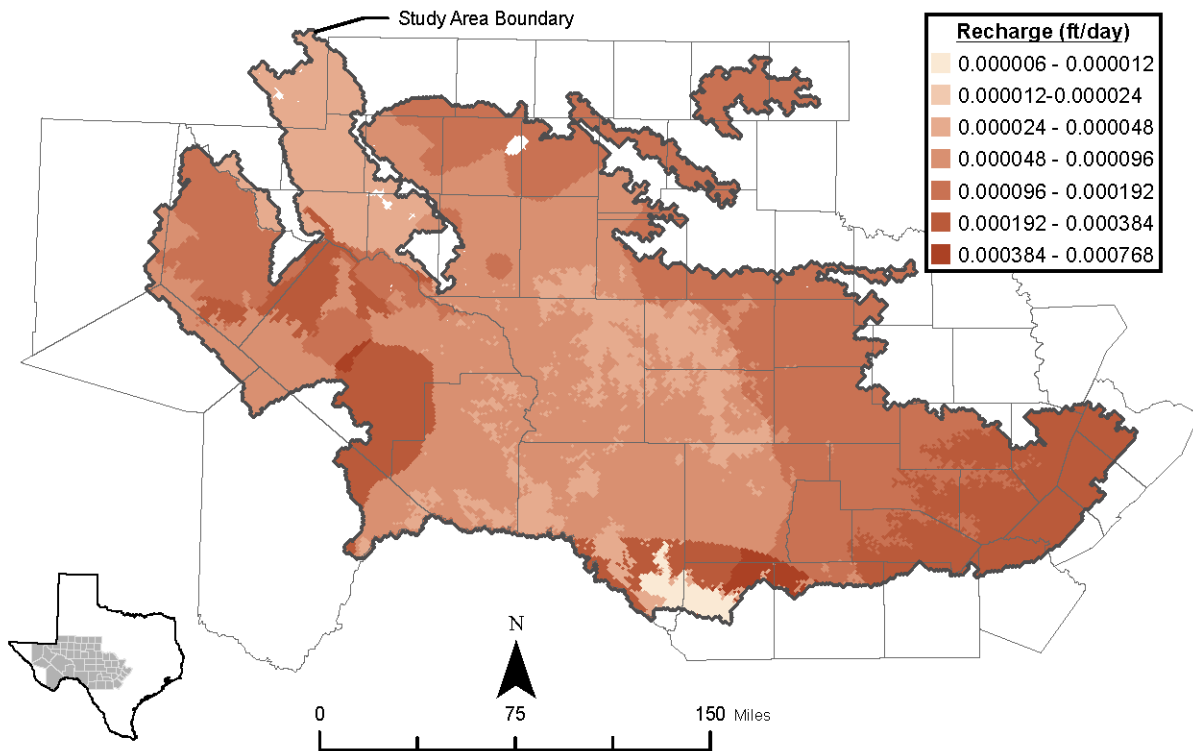 Study Area Boundary
Recharge (ft/day)
0.000006 - 0.000012
0.000012-0.000024
0.000024 - 0.000048
0.000048 - 0.000096
0.000096 - 0.000192
0.000192 - 0.000384
0.000384 - 0.000768
N
0 75 150 Miles